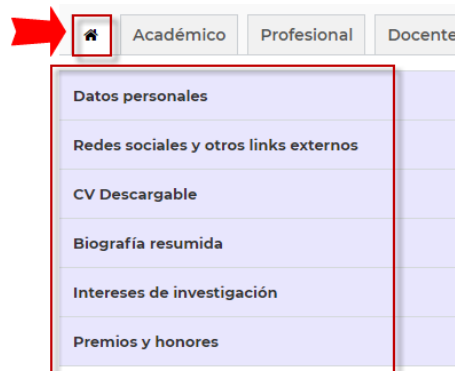 Académico Profesional Docente
Datos personales
Redes sociales y otros links externos
CV Descargable
Biografía resumida
Intereses de investigación
Premios y honores